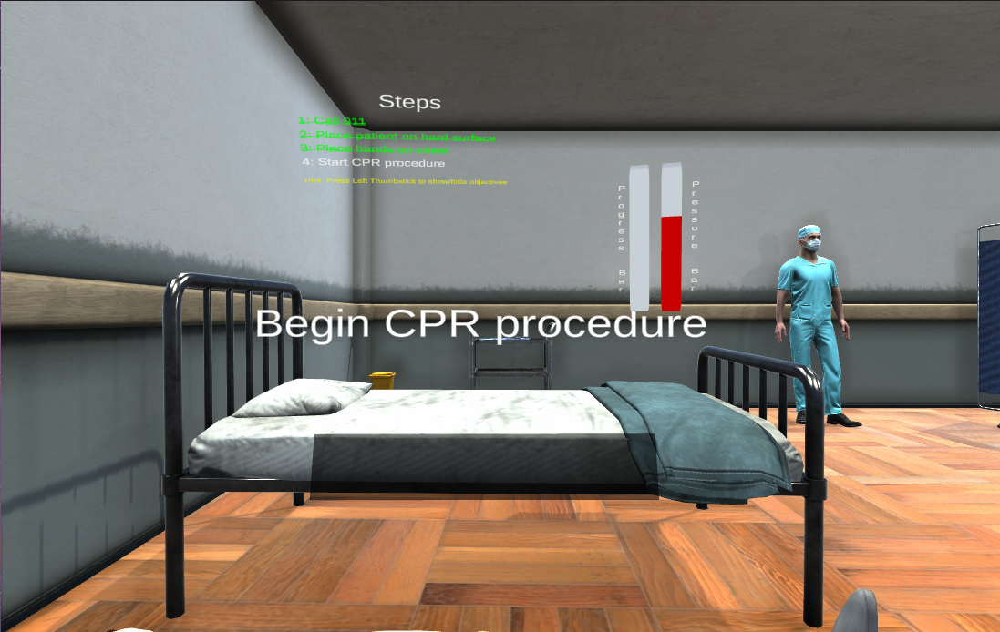 Steps
1: Call 911
2: Place patient on hard surface
3: Place hands on chest
4: Start CPR procedure
Hint: Press Left Thumbstick to show/hide objectives
Progress Bar
Pressure Bar
Begin CPR procedure